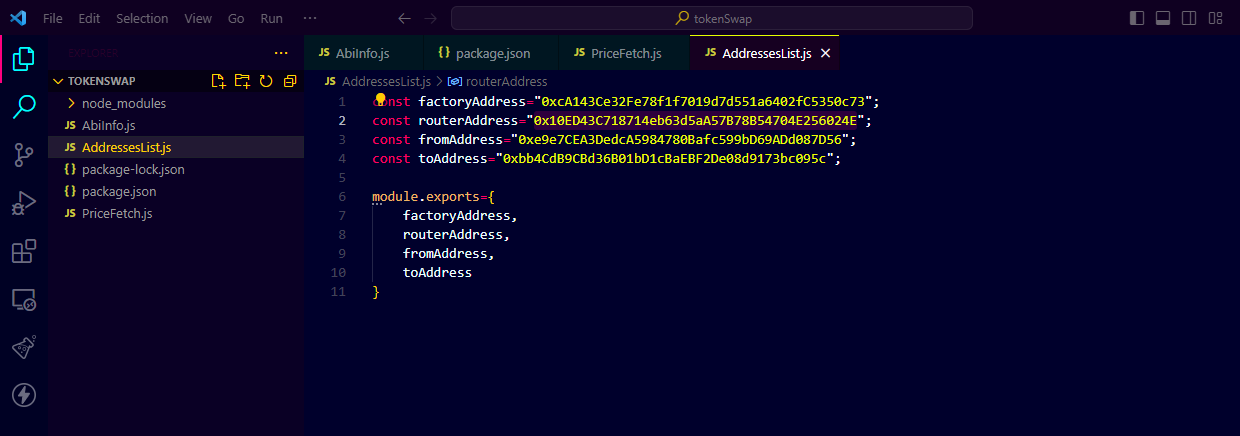 File Edit Selection View Go Run ···
tokenSwap
EXPLORER ···
TOKENSWAP
node_modules
JS AbiInfo.js
JS AddressesList.js
{} package-lock.json
{} package.json
JS PriceFetch.js
JS AbiInfo.js {} package.json JS PriceFetch.js JS AddressesList.js
JS AddressesList.js > routerAddress
1 const factoryAddress="0xcA143Ce32Fe78f1f7019d7d551a6402fC5350c73";
2 const routerAddress="0x10ED43C718714eb63d5aA57B78B54704E256024E";
3 const fromAddress="0xe9e7CEA3DedcA5984780Bafc599bD69ADd087D56";
4 const toAddress="0xbb4CdB9CBd36B01bD1cBaEBF2De08d9173bc095c";
5
6 module.exports={
7 factoryAddress,
8 routerAddress,
9 fromAddress,
10 toAddress
11 }